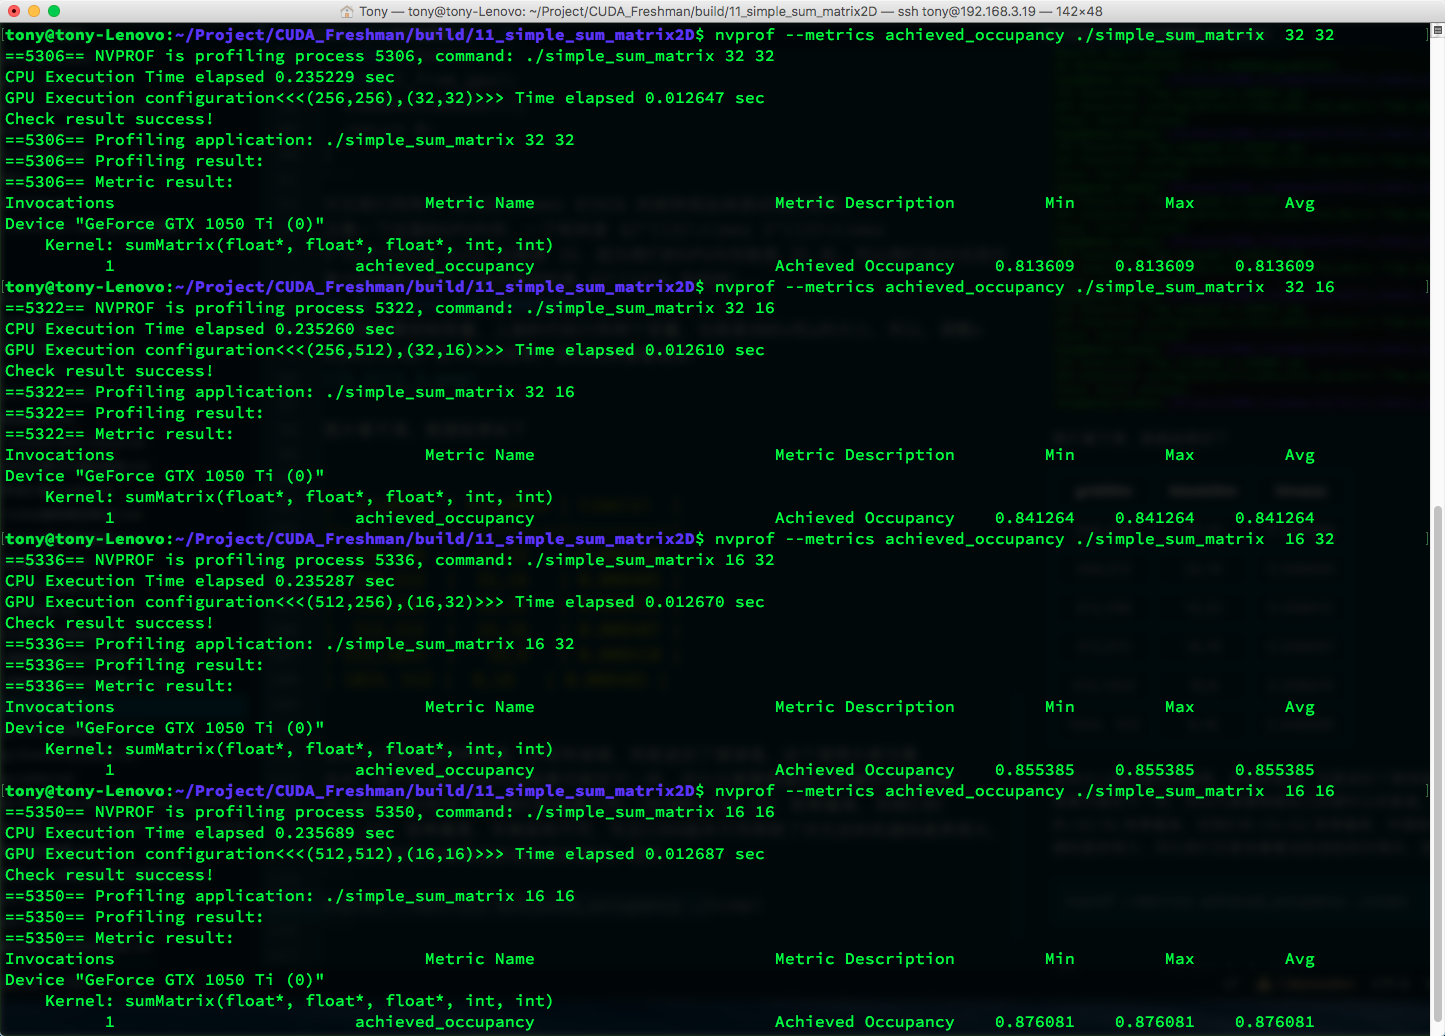 Tony — tony@tony-Lenovo: ~/Project/CUDA_Freshman/build/11_simple_sum_matrix2D — ssh tony@192.168.3.19 — 142×48
[tony@tony-Lenovo:~/Project/CUDA_Freshman/build/11_simple_sum_matrix2D$ nvprof --metrics achieved_occupancy ./simple_sum_matrix  32 32 ]
==5306== NVPROF is profiling process 5306, command: ./simple_sum_matrix 32 32
CPU Execution Time elapsed 0.235229 sec
GPU Execution configuration<<<(256,256),(32,32)>>> Time elapsed 0.012647 sec
Check result success!
==5306== Profiling application: ./simple_sum_matrix 32 32
==5306== Profiling result:
==5306== Metric result:
Invocations Metric Name Metric Description Min Max Avg
Device "GeForce GTX 1050 Ti (0)"
Kernel: sumMatrix(float*, float*, float*, int, int)
1 achieved_occupancy Achieved Occupancy 0.813609 0.813609 0.813609
[tony@tony-Lenovo:~/Project/CUDA_Freshman/build/11_simple_sum_matrix2D$ nvprof --metrics achieved_occupancy ./simple_sum_matrix  32 16 ]
==5322== NVPROF is profiling process 5322, command: ./simple_sum_matrix 32 16
CPU Execution Time elapsed 0.235260 sec
GPU Execution configuration<<<(256,512),(32,16)>>> Time elapsed 0.012610 sec
Check result success!
==5322== Profiling application: ./simple_sum_matrix 32 16
==5322== Profiling result:
==5322== Metric result:
Invocations Metric Name Metric Description Min Max Avg
Device "GeForce GTX 1050 Ti (0)"
Kernel: sumMatrix(float*, float*, float*, int, int)
1 achieved_occupancy Achieved Occupancy 0.841264 0.841264 0.841264
[tony@tony-Lenovo:~/Project/CUDA_Freshman/build/11_simple_sum_matrix2D$ nvprof --metrics achieved_occupancy ./simple_sum_matrix  16 32 ]
==5336== NVPROF is profiling process 5336, command: ./simple_sum_matrix 16 32
CPU Execution Time elapsed 0.235287 sec
GPU Execution configuration<<<(512,256),(16,32)>>> Time elapsed 0.012670 sec
Check result success!
==5336== Profiling application: ./simple_sum_matrix 16 32
==5336== Profiling result:
==5336== Metric result:
Invocations Metric Name Metric Description Min Max Avg
Device "GeForce GTX 1050 Ti (0)"
Kernel: sumMatrix(float*, float*, float*, int, int)
1 achieved_occupancy Achieved Occupancy 0.855385 0.855385 0.855385
[tony@tony-Lenovo:~/Project/CUDA_Freshman/build/11_simple_sum_matrix2D$ nvprof --metrics achieved_occupancy ./simple_sum_matrix  16 16 ]
==5350== NVPROF is profiling process 5350, command: ./simple_sum_matrix 16 16
CPU Execution Time elapsed 0.235689 sec
GPU Execution configuration<<<(512,512),(16,16)>>> Time elapsed 0.012687 sec
Check result success!
==5350== Profiling application: ./simple_sum_matrix 16 16
==5350== Profiling result:
==5350== Metric result:
Invocations Metric Name Metric Description Min Max Avg
Device "GeForce GTX 1050 Ti (0)"
Kernel: sumMatrix(float*, float*, float*, int, int)
1 achieved_occupancy Achieved Occupancy 0.876081 0.876081 0.876081